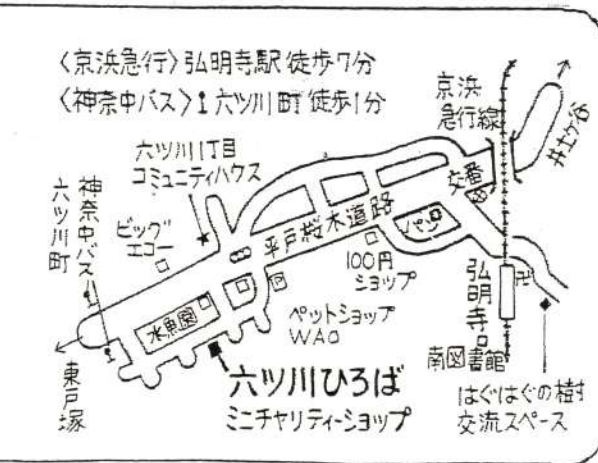 〈京浜急行〉弘明寺駅 徒歩7分
〈神奈中バス〉六ツ川町 徒歩1分
京浜
急行線
井土ヶ谷
六ツ川1丁目
コミュニティハウス
交番
神奈中バス
六ツ川町
ビッグ
エコー
平戸桜木道路
パン
100円
ショップ
弘明寺
卍
水魚園
ペットショップ
WAO
南図書館
東戸塚
六ツ川ひろば
ミニチャリティーショップ
はぐはぐの樹
交流スペース